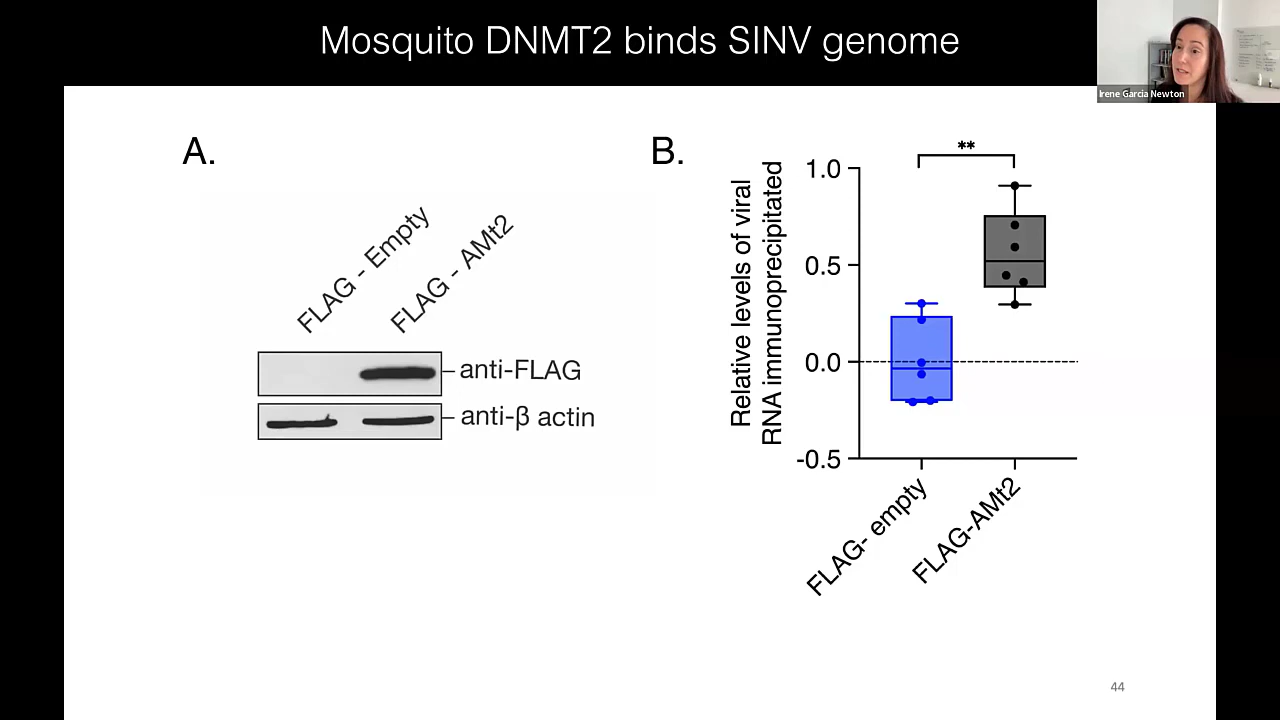 Mosquito DNMT2 binds SINV genome
Irene Garcia Newton
A.
FLAG - Empty
FLAG - AMt2
anti-FLAG
anti-β actin
B.
Relative levels of viral
RNA immunoprecipitated
**
1.0
0.5
0.0
-0.5
FLAG- empty
FLAG-AMt2
44